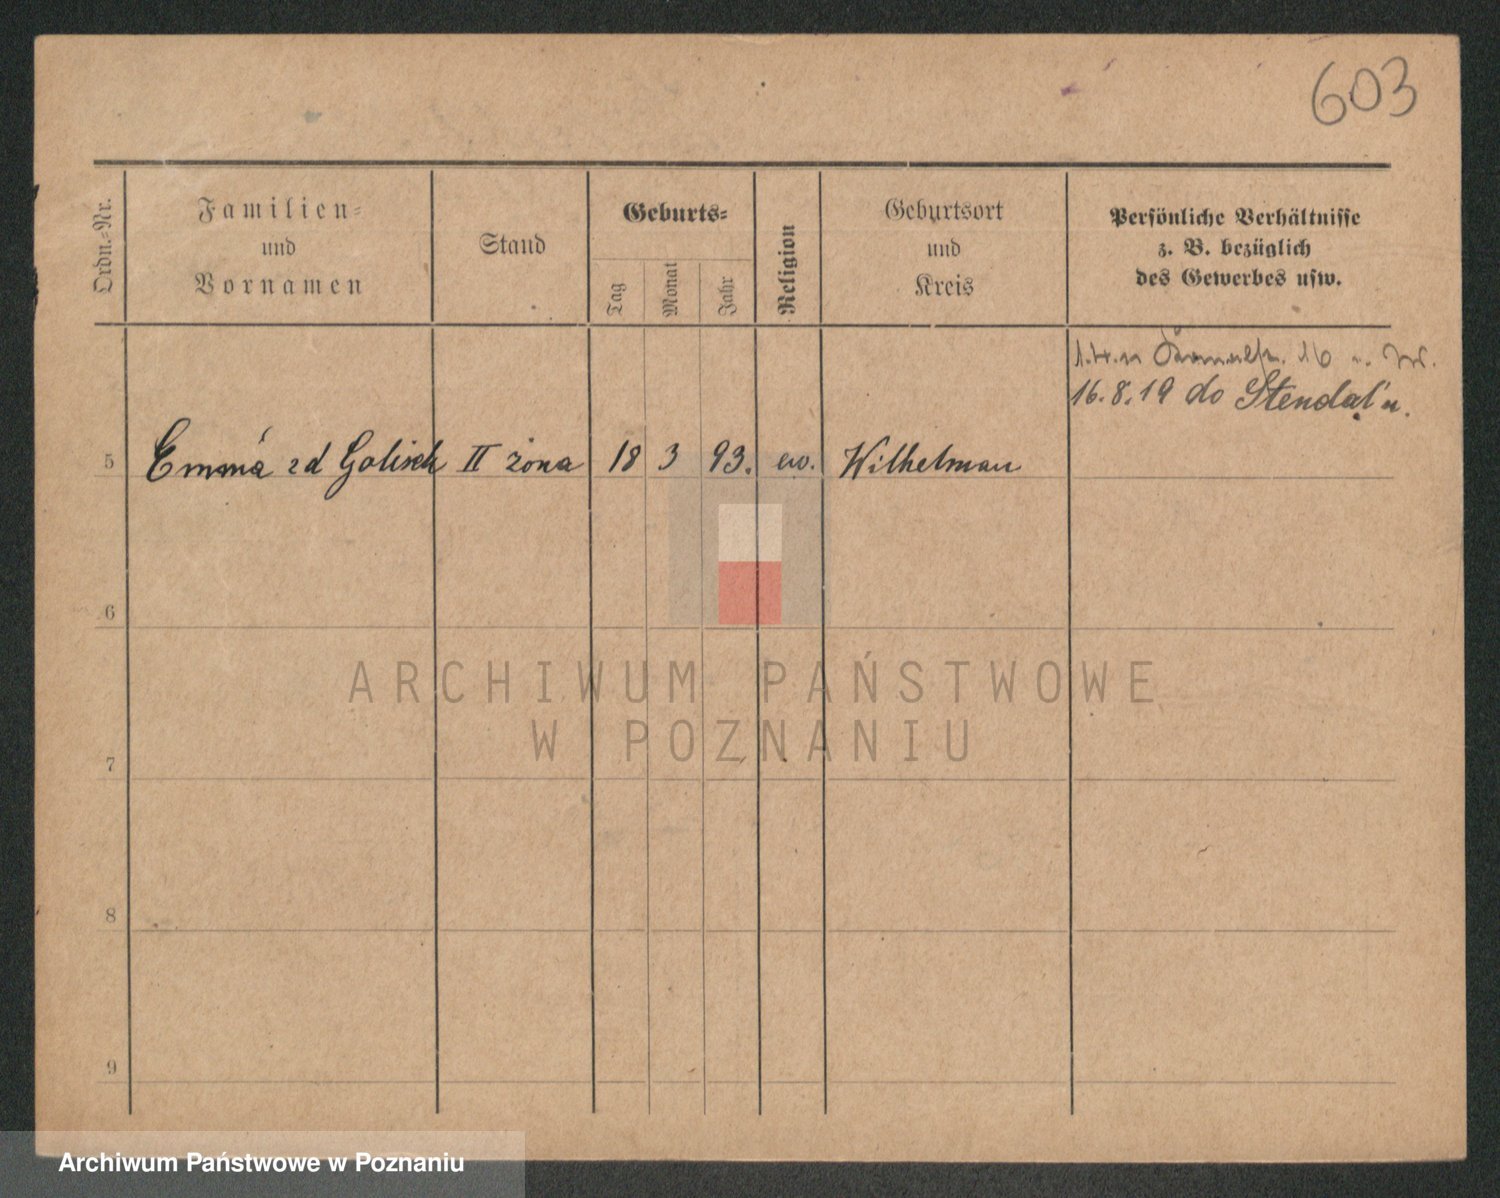 603
Ordn.=Nr.
Familien=
und
Vornamen
Stand
Geburts=
Tag
Monat
Jahr
Religion
Geburtsort
und
Kreis
Persönliche Verhältnisse
z. B. bezüglich
des Gewerbes usw.
16
16.8.19 do Stendal'u.
5 Emma zd Golisch II żona 18 3 93. ew. Wilhelmau
6
7
8
9
ARCHIWUM PAŃSTWOWE
W POZNANIU
Archiwum Państwowe w Poznaniu